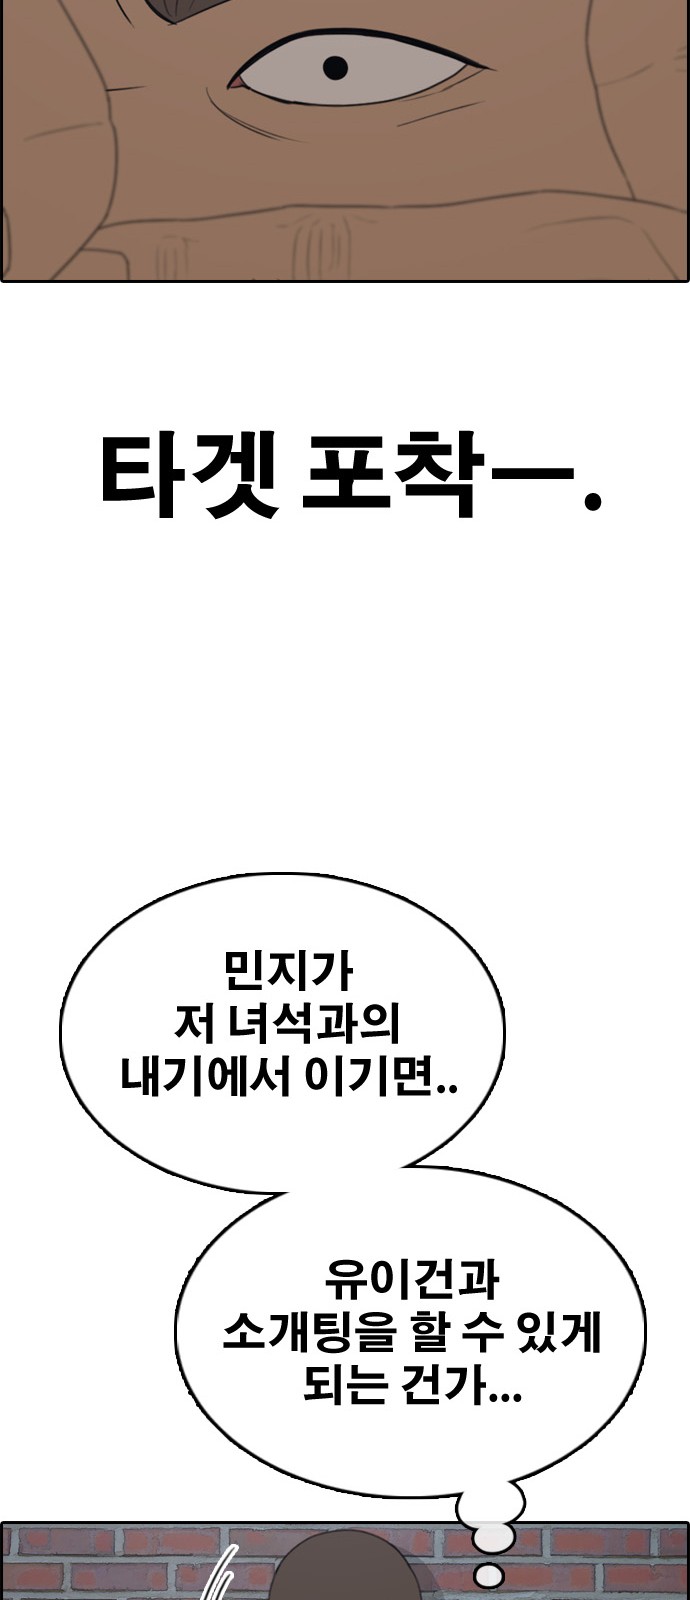 타겟 포착ㅡ.
민지가
저 녀석과의
내기에서 이기면..
유이건과
소개팅을 할 수 있게
되는 건가...